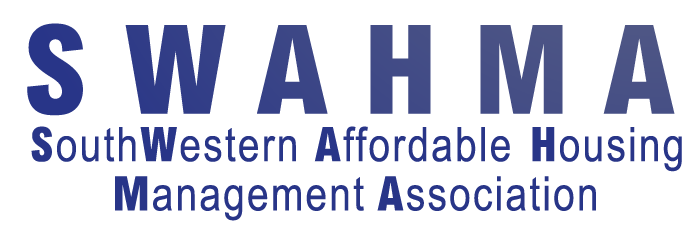 SWAHMA
SouthWestern Affordable Housing
Management Association